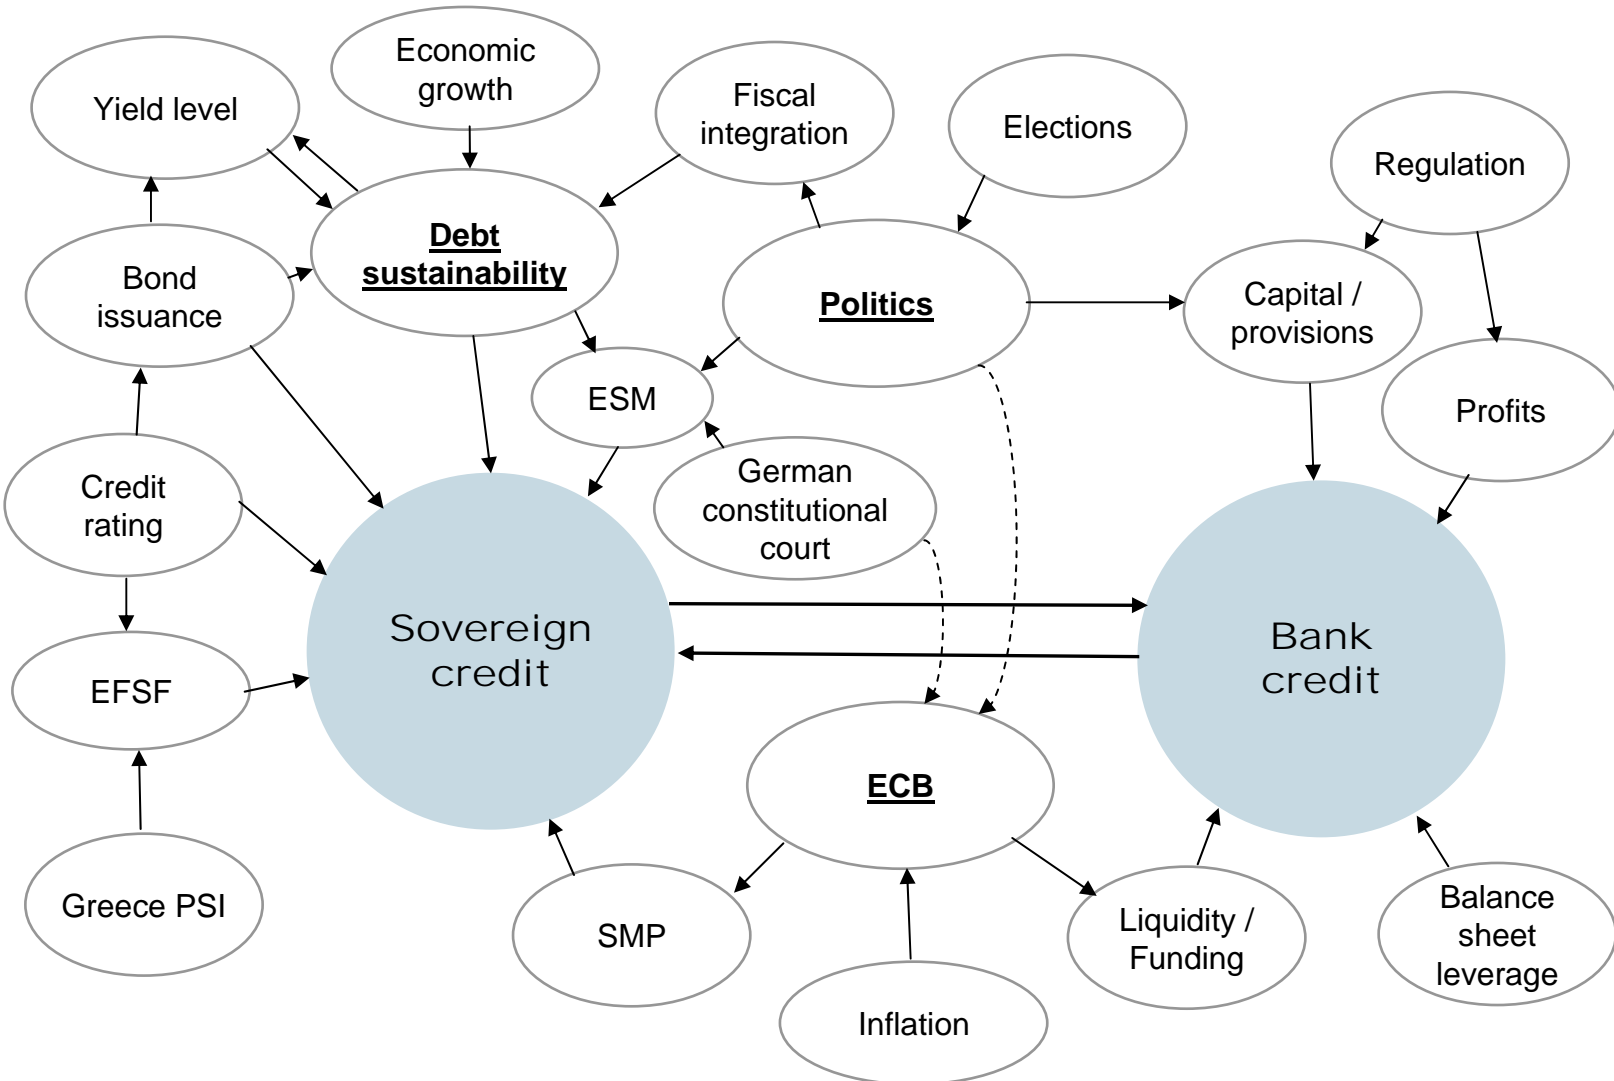 Economic
growth
Yield level
Fiscal
integration
Elections
Regulation
Debt
sustainability
Bond
issuance
Politics
Capital /
provisions
ESM
Profits
Credit
rating
German
constitutional
court
Sovereign
credit
Bank
credit
EFSF
ECB
Greece PSI
SMP
Liquidity /
Funding
Balance
sheet
leverage
Inflation